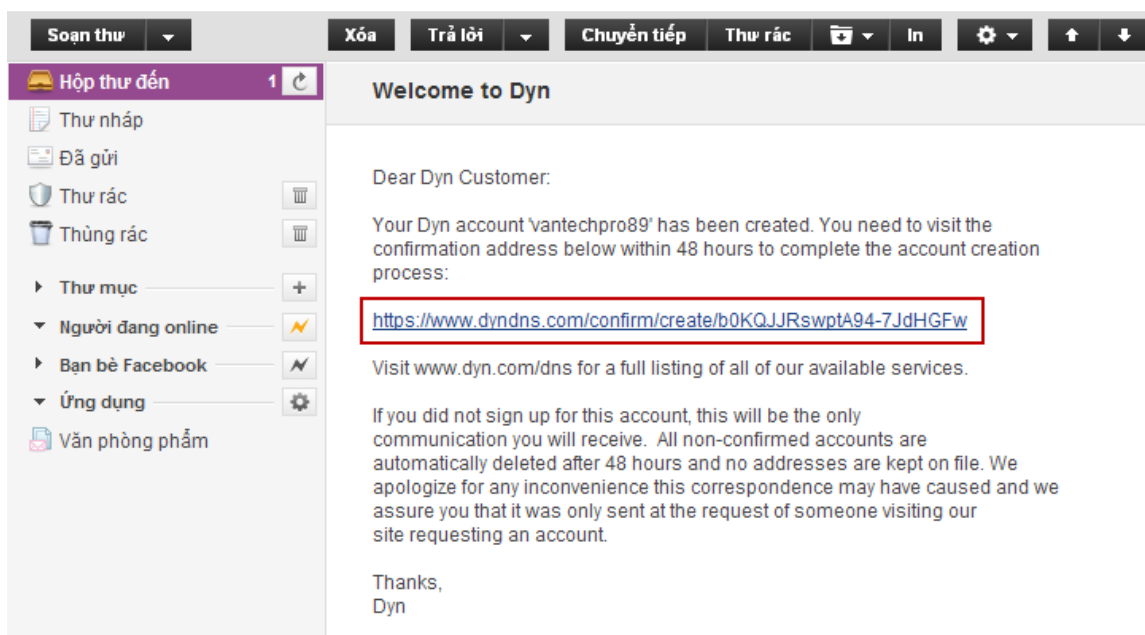 Soạn thư
Xóa Trả lời Chuyển tiếp Thư rác In
Hộp thư đến 1
Thư nháp
Đã gửi
Thư rác
Thùng rác
Thư mục
Người đang online
Bạn bè Facebook
Ứng dụng
Văn phòng phẩm
Welcome to Dyn
Dear Dyn Customer:
Your Dyn account 'vantechpro89' has been created. You need to visit the
confirmation address below within 48 hours to complete the account creation
process:
https://www.dyndns.com/confirm/create/b0KQJJRswptA94-7JdHGFw
Visit www.dyn.com/dns for a full listing of all of our available services.
If you did not sign up for this account, this will be the only
communication you will receive.  All non-confirmed accounts are
automatically deleted after 48 hours and no addresses are kept on file. We
apologize for any inconvenience this correspondence may have caused and we
assure you that it was only sent at the request of someone visiting our
site requesting an account.
Thanks,
Dyn